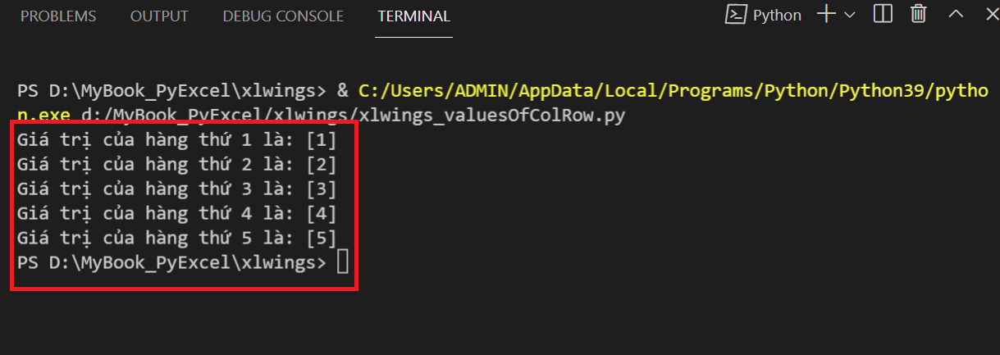 PROBLEMS OUTPUT DEBUG CONSOLE TERMINAL Python
PS D:\MyBook_PyExcel\xlwings> & C:/Users/ADMIN/AppData/Local/Programs/Python/Python39/pytho
n.exe d:/MyBook_PyExcel/xlwings/xlwings_valuesOfColRow.py
Giá trị của hàng thứ 1 là: [1]
Giá trị của hàng thứ 2 là: [2]
Giá trị của hàng thứ 3 là: [3]
Giá trị của hàng thứ 4 là: [4]
Giá trị của hàng thứ 5 là: [5]
PS D:\MyBook_PyExcel\xlwings>